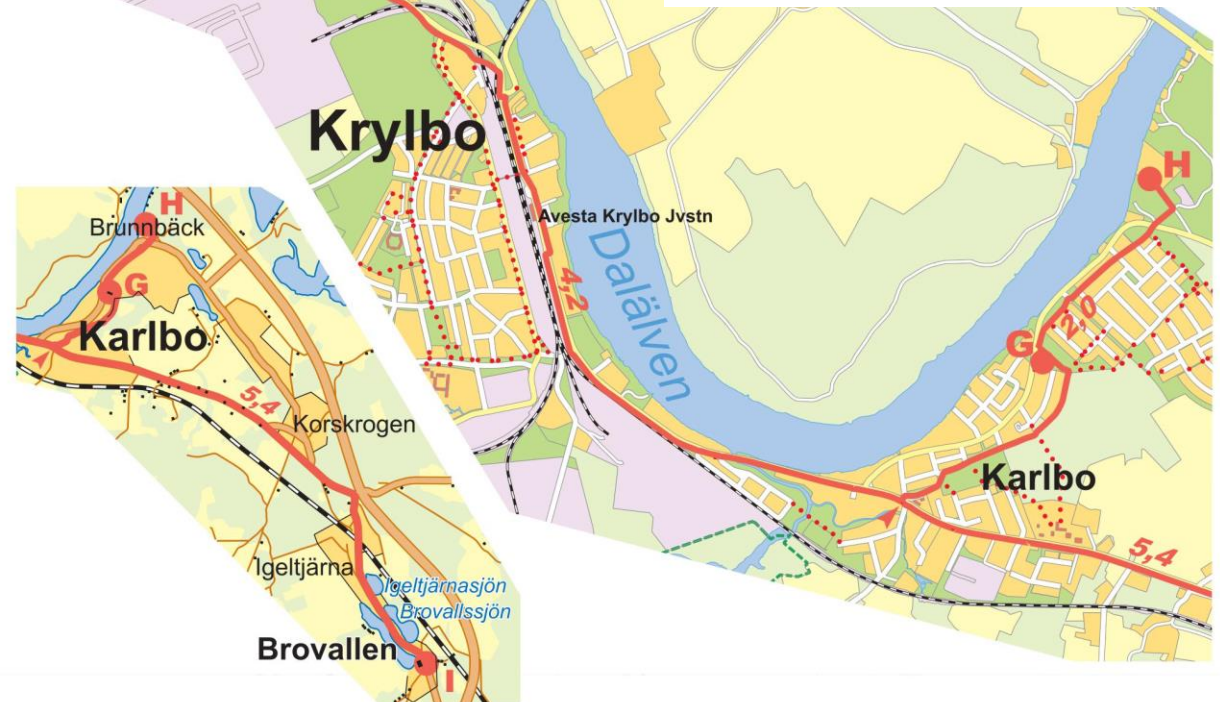 Krylbo
Avesta Krylbo Jvstn
4,2
Dalälven
H
2,0
G
Karlbo
5,4
H
Brunnbäck
G
Karlbo
5,4
Korskrogen
Igeltjärna
Igeltjärnasjön
Brovallssjön
Brovallen
I